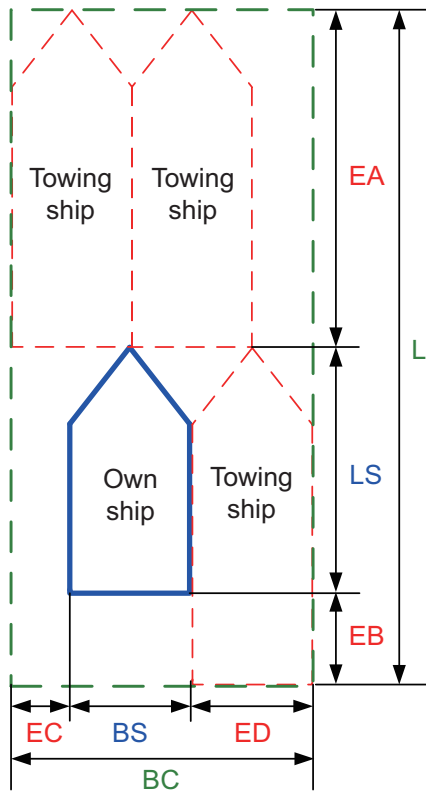 Towing
ship
Towing
ship
EA
L
LS
Own
ship
Towing
ship
EB
EC
BS
ED
BC